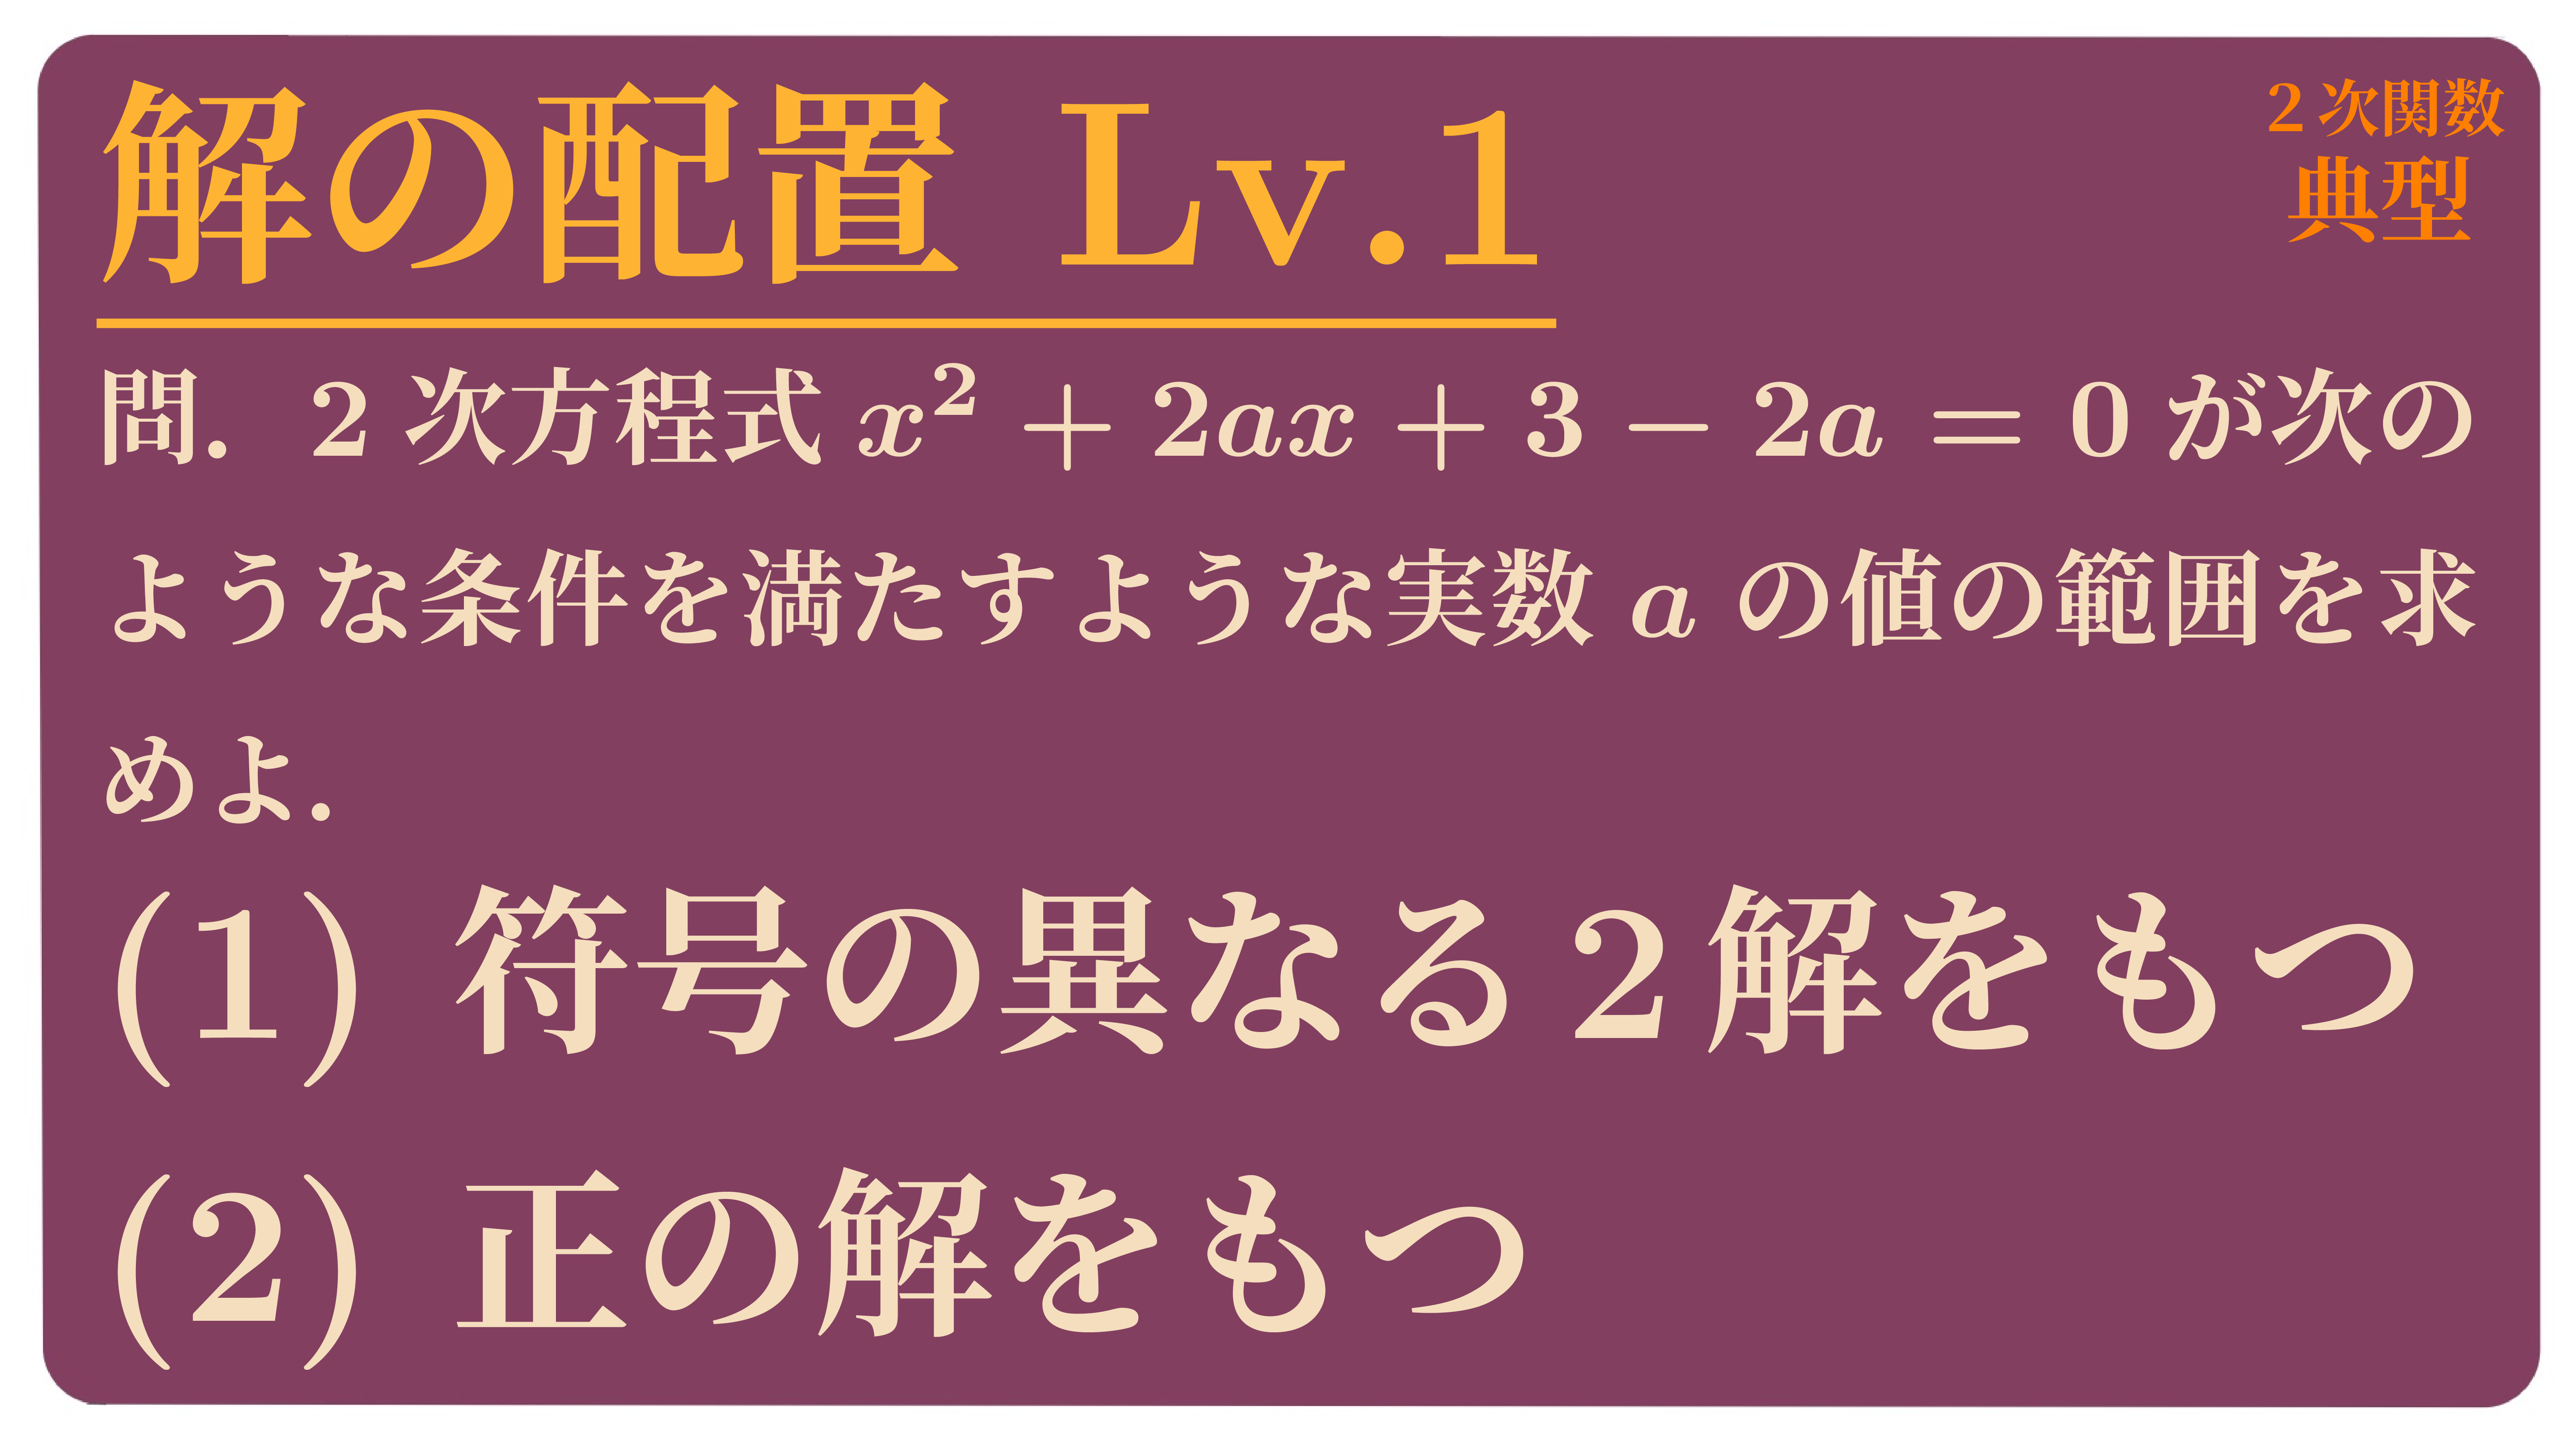 解の配置 Lv.1
2次関数
典型
問. 2次方程式 x² + 2ax + 3 − 2a = 0 が次の
ような条件を満たすような実数 a の値の範囲を求
めよ.
(1) 符号の異なる2解をもつ
(2) 正の解をもつ